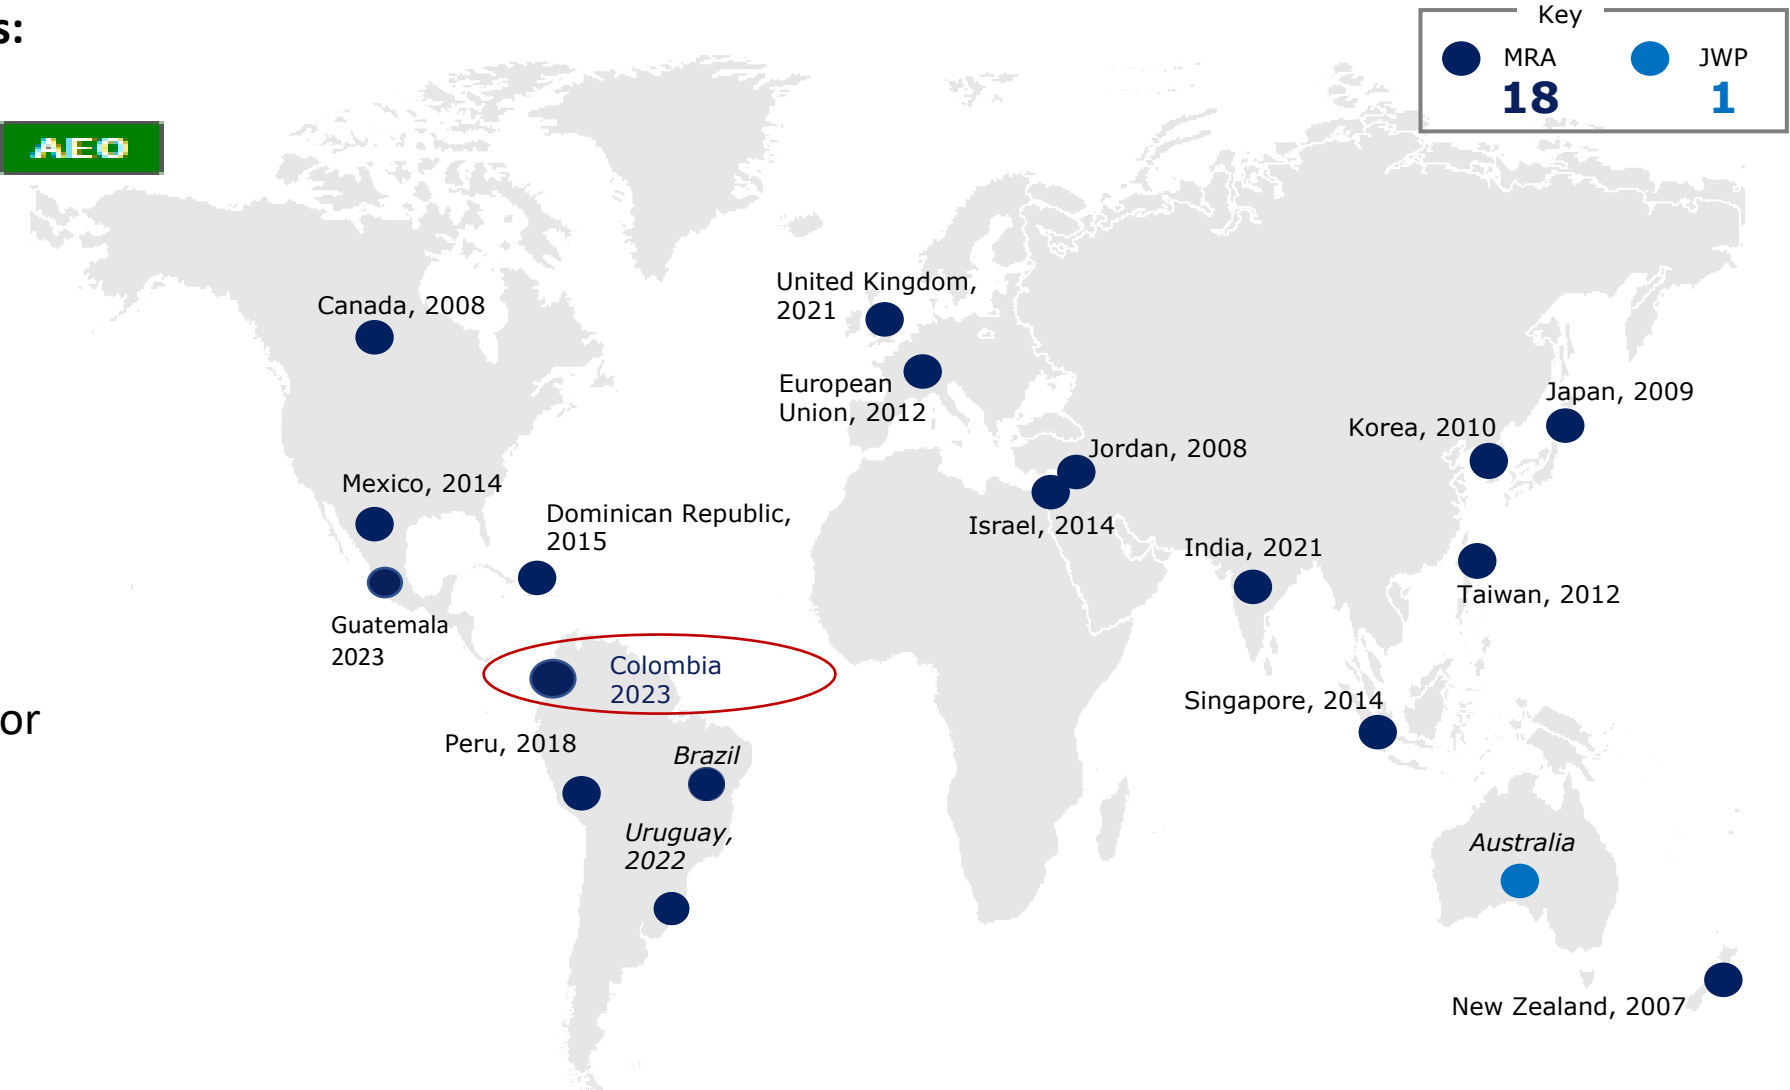 s:
Key
MRA
JWP
18
1
AEO
United Kingdom,
2021
Canada, 2008
European
Union, 2012
Japan, 2009
Korea, 2010
Jordan, 2008
Mexico, 2014
Dominican Republic,
2015
Israel, 2014
India, 2021
Taiwan, 2012
Guatemala
2023
Colombia
2023
Singapore, 2014
or
Peru, 2018
Brazil
Uruguay,
2022
Australia
New Zealand, 2007